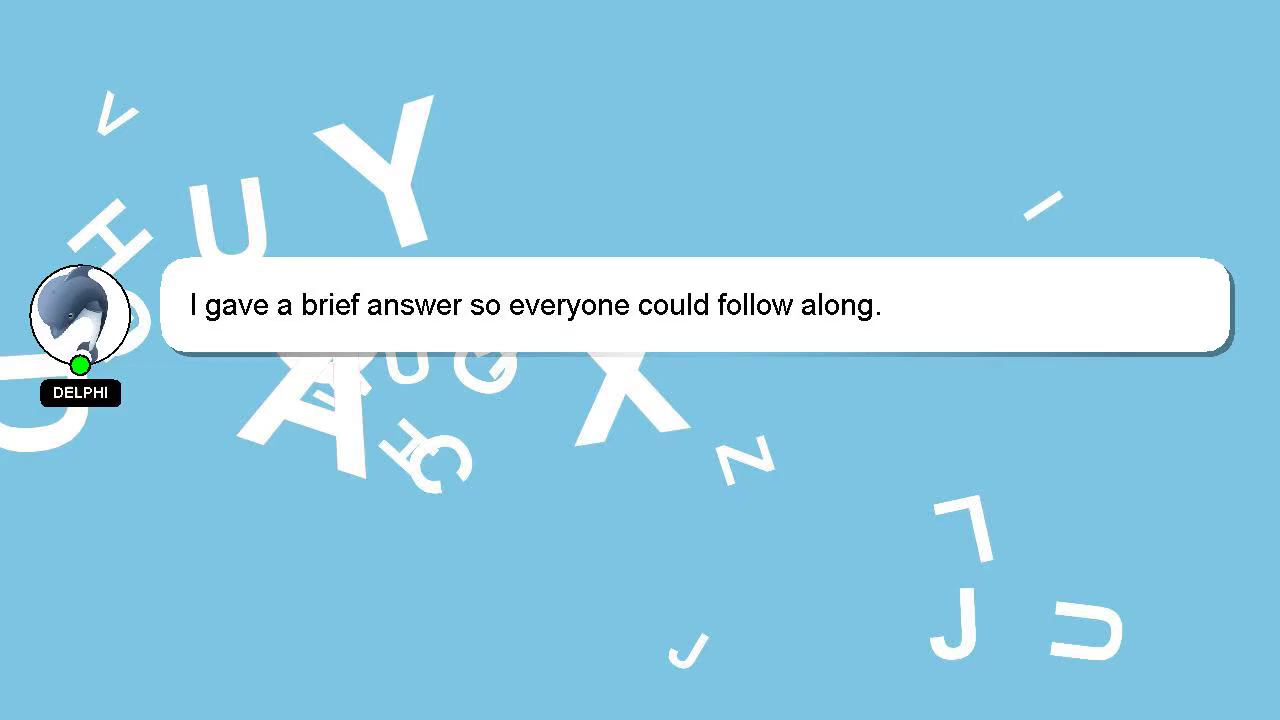 V
Y
U
H
I
I gave a brief answer so everyone could follow along.
DELPHI
U
G
A
X
H
C
N
L
J
U
J